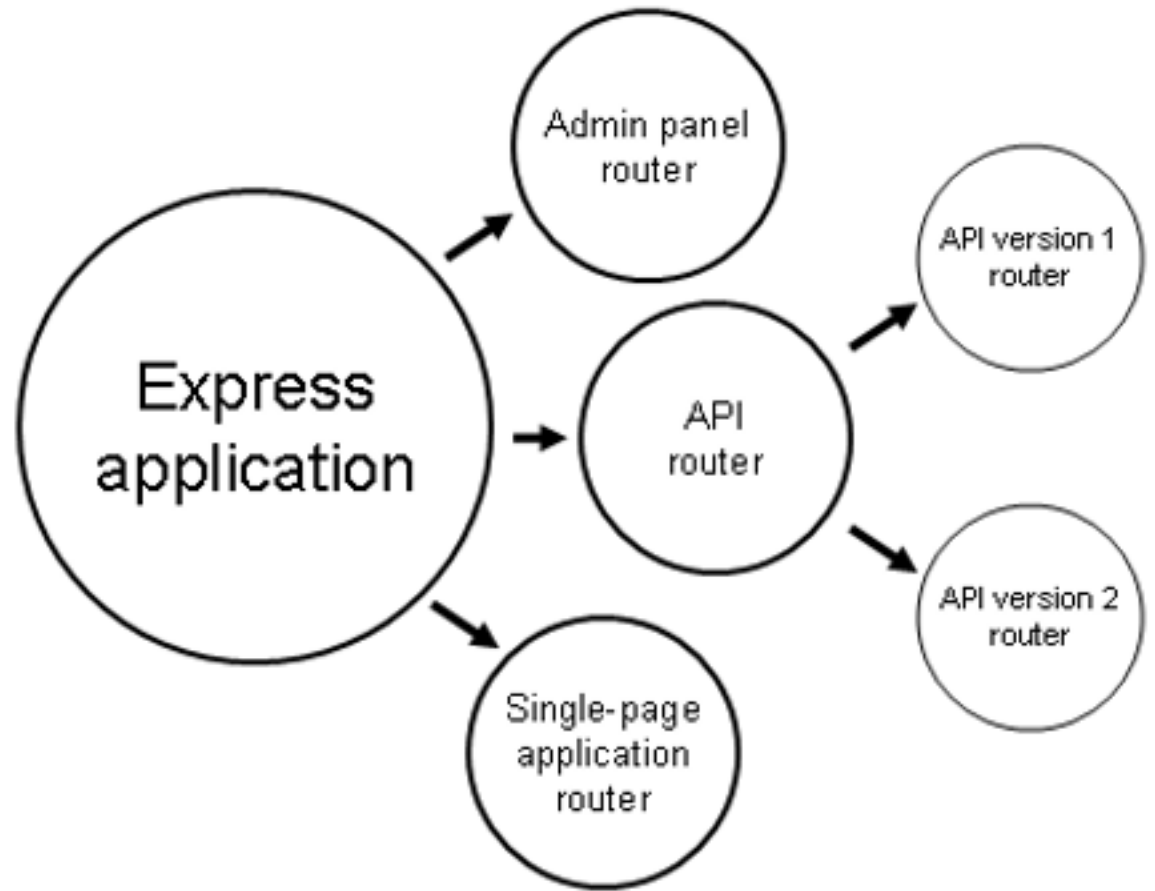 Admin panel
router
Express
application
API
router
API version 1
router
API version 2
router
Single-page
application
router